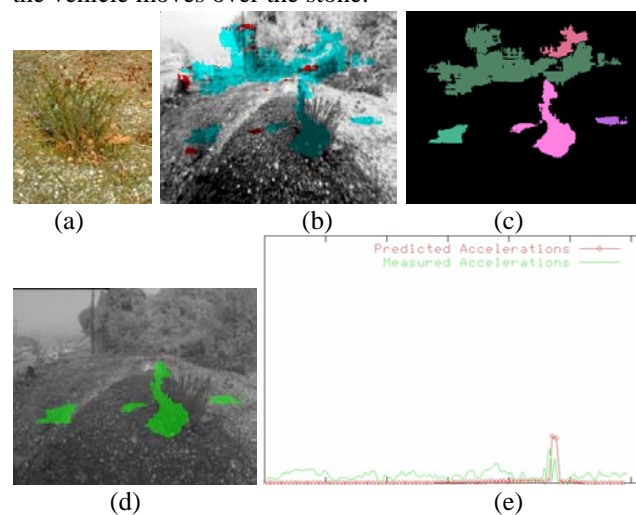 the vehicle moves over the stone.
(a)
(b)
(c)
Predicted Accelerations
Measured Accelerations
(d)
(e)